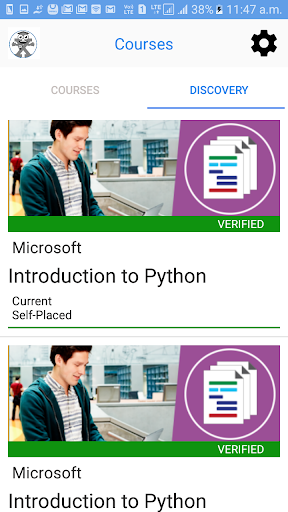 38% 11:47 a.m.
Courses
COURSES DISCOVERY
VERIFIED
Microsoft
Introduction to Python
Current
Self-Placed
VERIFIED
Microsoft
Introduction to Python